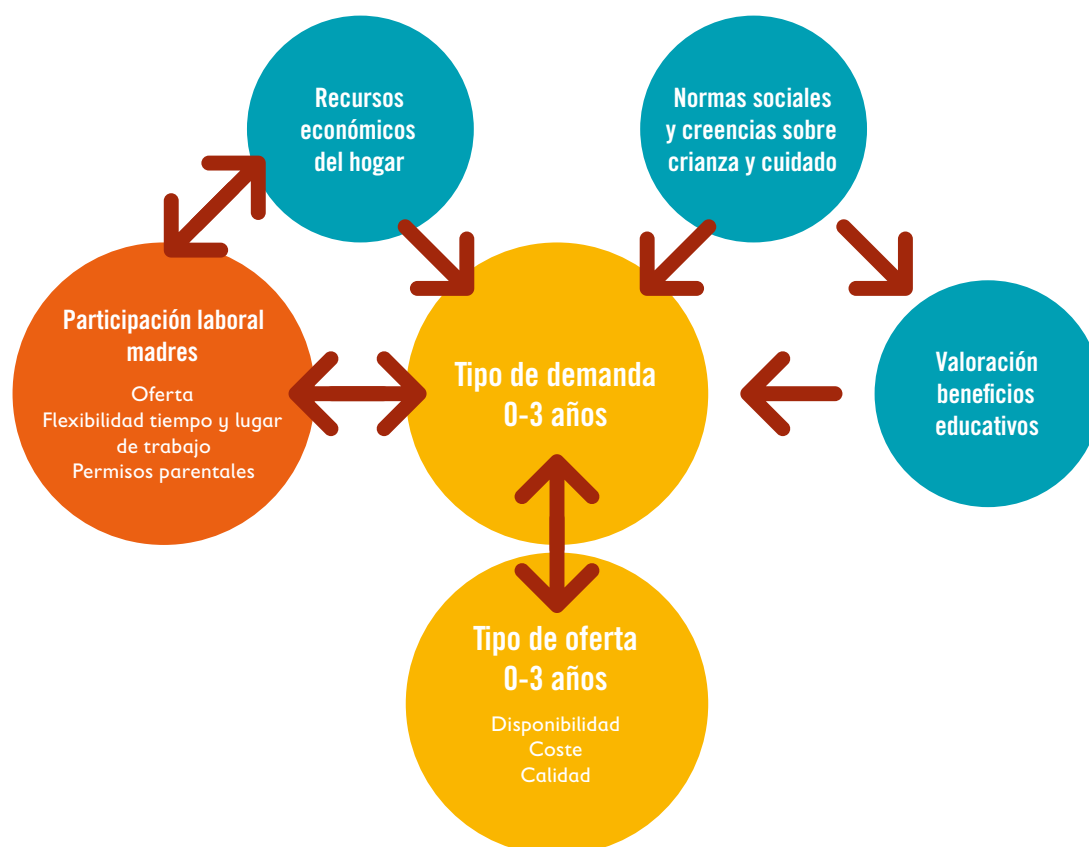 Recursos
económicos
del hogar
Normas sociales
y creencias sobre
crianza y cuidado
Participación laboral
madres
Oferta
Flexibilidad tiempo y lugar
de trabajo
Permisos parentales
Tipo de demanda
0-3 años
Valoración
beneficios
educativos
Tipo de oferta
0-3 años
Disponibilidad
Coste
Calidad